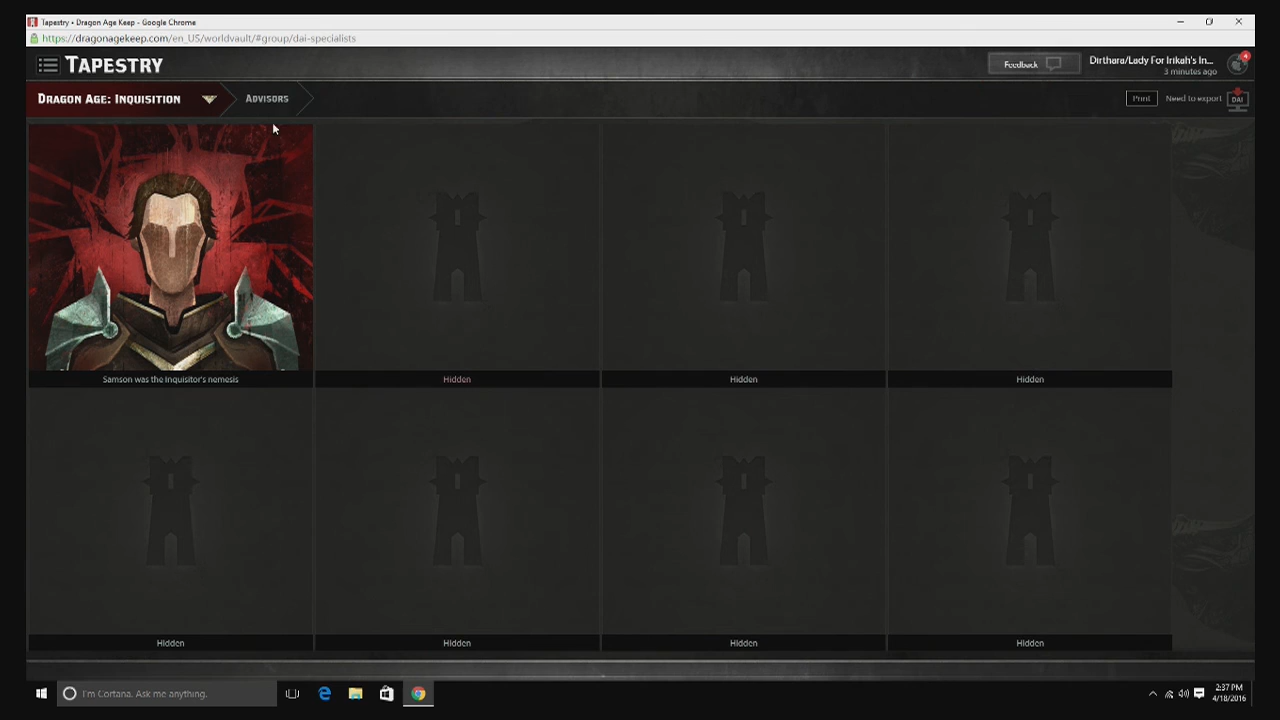 Tapestry • Dragon Age Keep - Google Chrome
https://dragonagekeep.com/en_US/worldvault/#group/dai-specialists
TAPESTRY
Feedback
Dirthara/Lady For Irikah's In...
3 minutes ago
4
DRAGON AGE: INQUISITION
ADVISORS
Print
Need to export
DAI
Samson was the Inquisitor's nemesis
Hidden
Hidden
Hidden
Hidden
Hidden
Hidden
Hidden
I'm Cortana. Ask me anything.
2:37 PM
4/18/2016